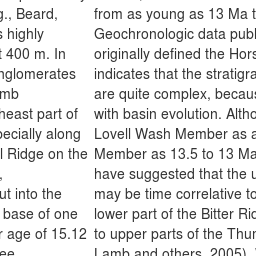 g., Beard,
s highly
t 400 m. In
nglomerates
mb
heast part of
pecially along
l Ridge on the
,
ut into the
base of one
r age of 15.12
ee
from as young as 13 Ma t
Geochronologic data publ
originally defined the Hors
indicates that the stratigra
are quite complex, becaus
with basin evolution. Altho
Lovell Wash Member as a
Member as 13.5 to 13 Ma
have suggested that the u
may be time correlative to
lower part of the Bitter Rid
to upper parts of the Thun
Lamb and others, 2005).